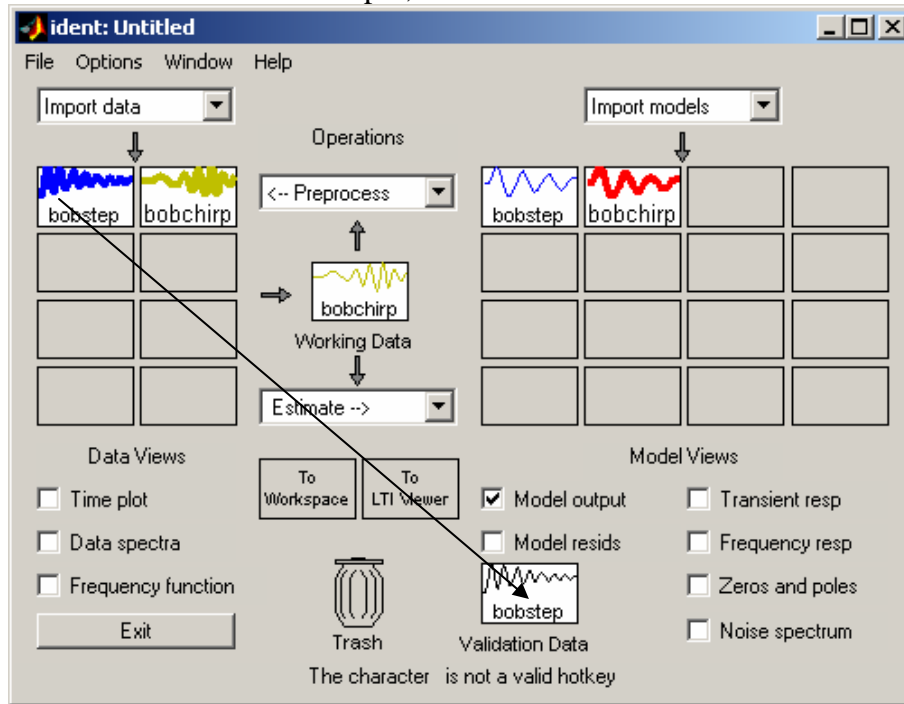 ident: Untitled
File Options Window Help
Import data
Import models
Operations
<-- Preprocess
bobstep
bobchirp
bobstep
bobchirp
bobchirp
Working Data
Estimate -->
Data Views
Model Views
To Workspace
To LTI Viewer
Time plot
Data spectra
Frequency function
Exit
Trash
Model output
Model resids
bobstep
Validation Data
Transient resp
Frequency resp
Zeros and poles
Noise spectrum
The character is not a valid hotkey